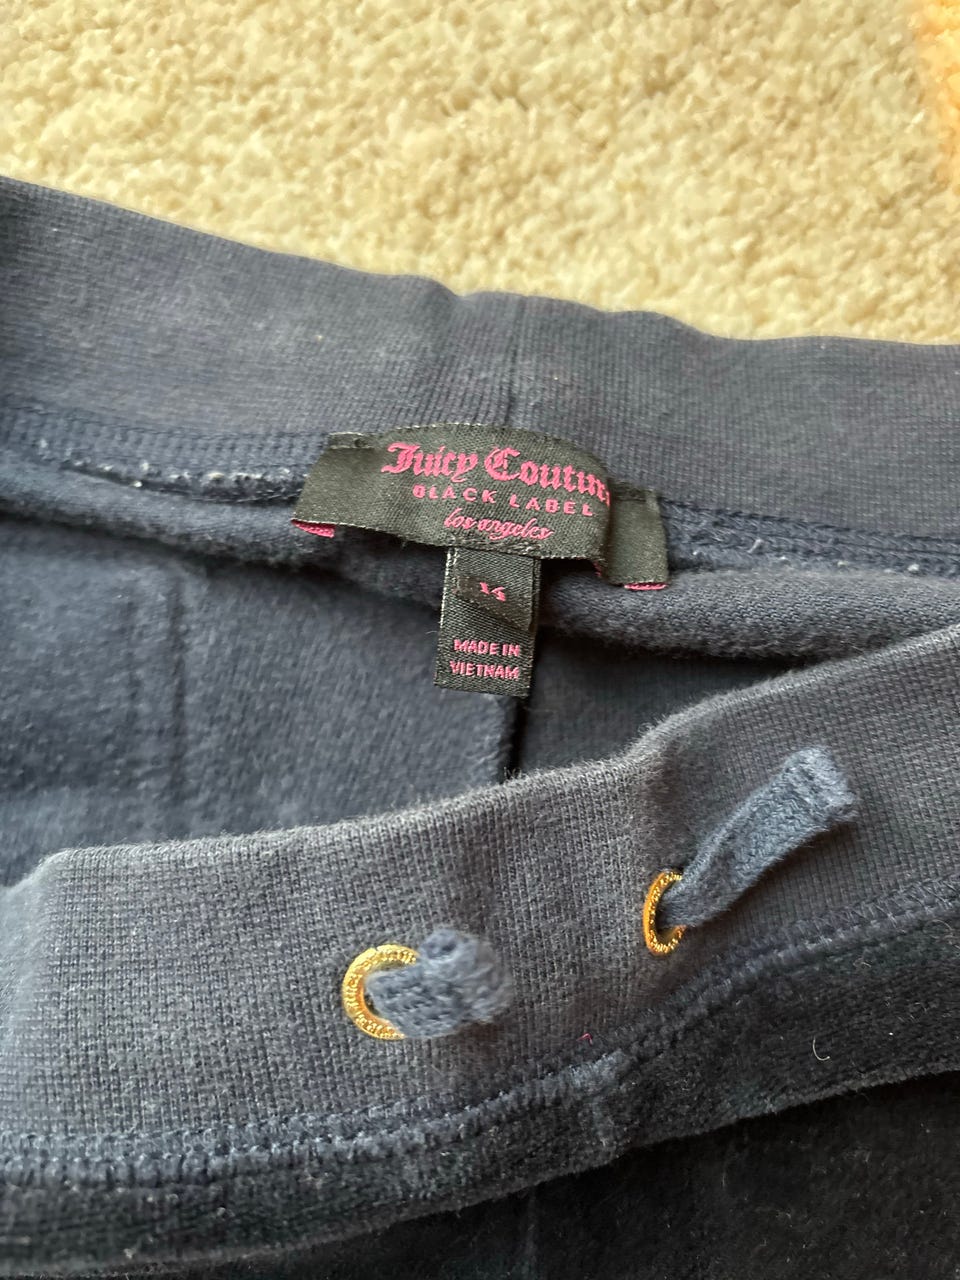 Juicy Couture
BLACK LABEL
los angeles
14
MADE IN
VIETNAM